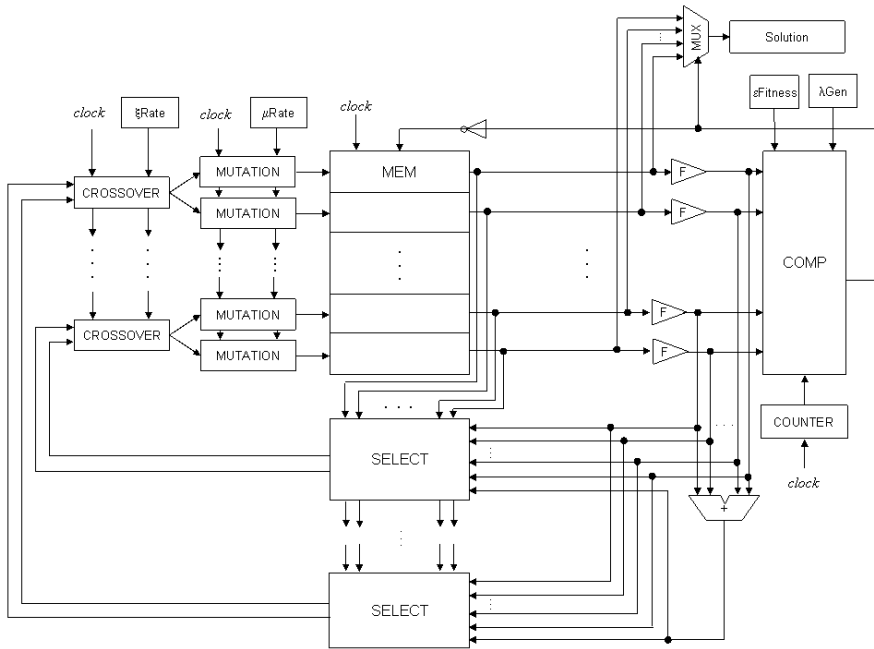 MUX
Solution
εFitness
λGen
clock
ξRate
clock
μRate
clock
MUTATION
MEM
F
CROSSOVER
MUTATION
F
COMP
MUTATION
F
CROSSOVER
MUTATION
F
COUNTER
SELECT
clock
+
SELECT